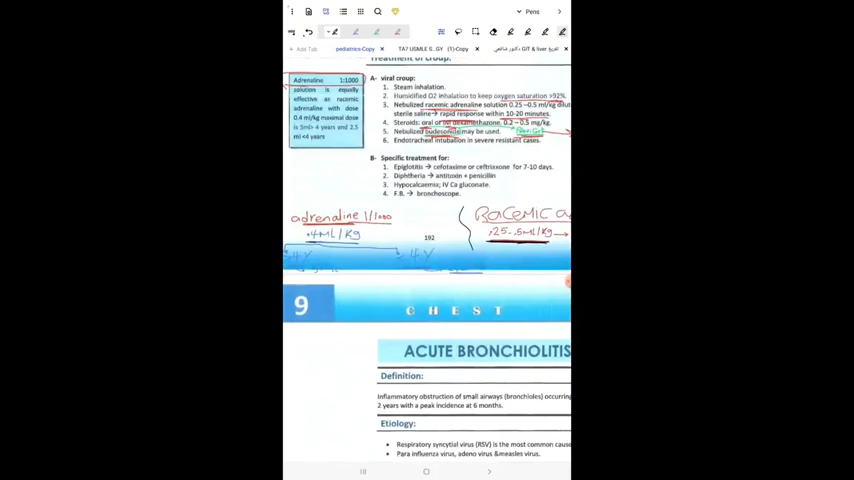 Pens
+ Add Tab
pediatrics-Copy
TA7 USMLE S...GY (1)-Copy
GIT & liver دكتور شافعي
Treatment of croup:
Adrenaline 1:1000
solution is equally
effective as racemic
adrenaline with dose
0.4 ml/kg maximal dose
is 5ml> 4 years and 2.5
ml <4 years
A- viral croup:
1. Steam inhalation.
2. Humidified O2 inhalation to keep oxygen saturation >92%.
3. Nebulized racemic adrenaline solution 0.25 –0.5 ml/kg dilut
sterile saline→ rapid response within 10-20 minutes.
4. Steroids: oral or IM dexamethazone, 0.2 – 0.5 mg/kg.
5. Nebulized budesonide may be used.
6. Endotracheal intubation in severe resistant cases.
B- Specific treatment for:
1. Epiglotitis → cefotaxime or ceftriaxone for 7-10 days.
2. Diphtheria → antitoxin + penicillin
3. Hypocalcaemia; IV Ca gluconate.
4. F.B. → bronchoscope.
adrenaline 1/1000
.4ML/Kg
192
RACEMIC a
.25-.5ML/Kg →
4Y
4Y
9
CHEST
ACUTE BRONCHIOLITIS
Definition:
Inflammatory obstruction of small airways (bronchioles) occurring
2 years with a peak incidence at 6 months.
Etiology:
• Respiratory syncytial virus (RSV) is the most common cause
• Para influenza virus, adeno virus &measles virus.